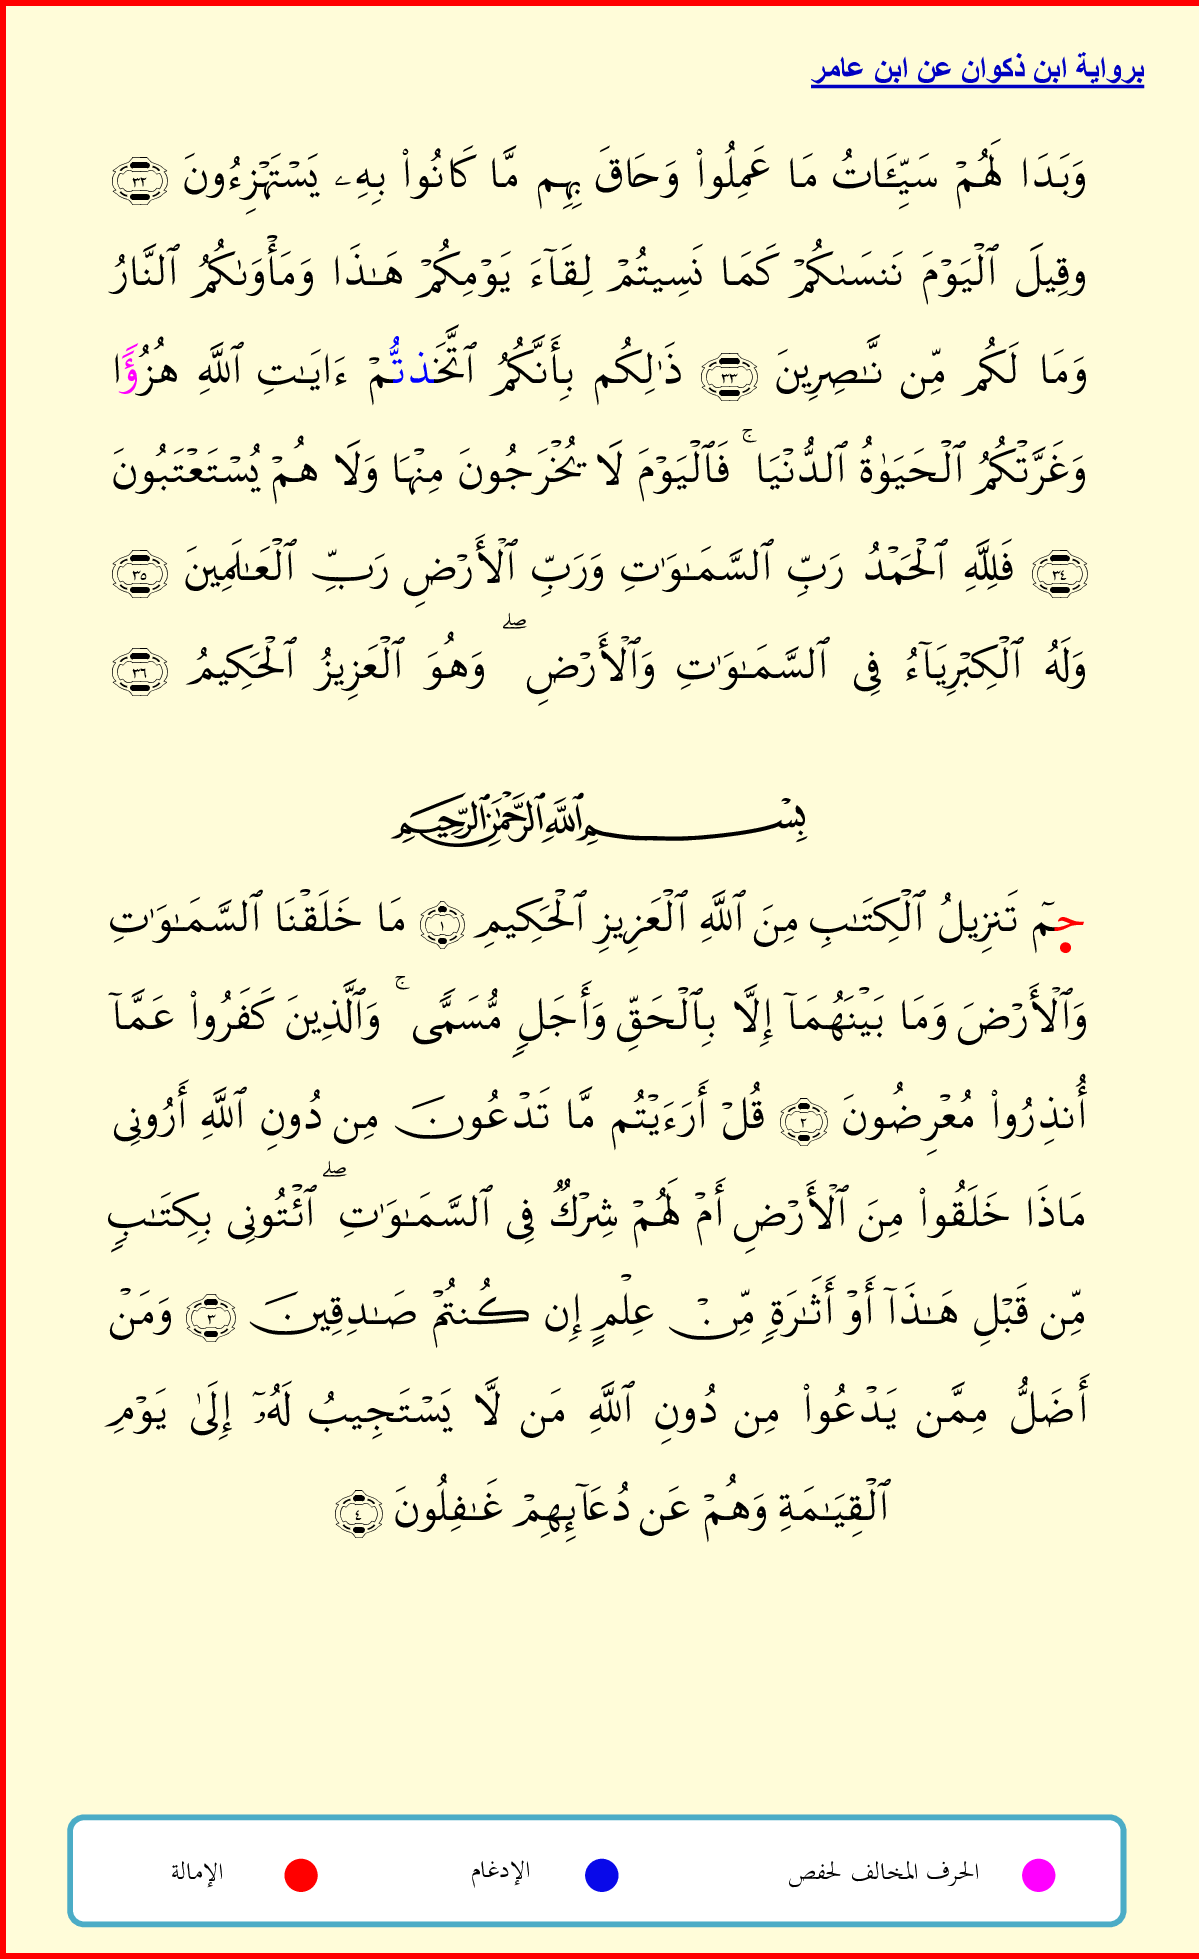 برواية ابن ذكوان عن ابن عامر
وَبَدَا لَهُمۡ سَيِّـَٔاتُ مَا عَمِلُواْ وَحَاقَ بِهِم مَّا كَانُواْ بِهِۦ يَسۡتَهۡزِءُونَ ٣٢
وقِيلَ ٱلۡيَوۡمَ نَنسَىٰكُمۡ كَمَا نَسِيتُمۡ لِقَآءَ يَوۡمِكُمۡ هَـٰذَا وَمَأۡوَىٰكُمُ ٱلنَّارُ
وَمَا لَكُم مِّن نَّـٰصِرِينَ ٣٣ ذَٰلِكُم بِأَنَّكُمُ ٱتَّخَذتُّمۡ ءَايَـٰتِ ٱللَّهِ هُزُؤًا
وَغَرَّتۡكُمُ ٱلۡحَيَوٰةُ ٱلدُّنۡيَا ۚ فَٱلۡيَوۡمَ لَا يُخۡرَجُونَ مِنۡهَا وَلَا هُمۡ يُسۡتَعۡتَبُونَ
٣٤ فَلِلَّهِ ٱلۡحَمۡدُ رَبِّ ٱلسَّمَـٰوَٰتِ وَرَبِّ ٱلۡأَرۡضِ رَبِّ ٱلۡعَـٰلَمِينَ ٣٥
وَلَهُ ٱلۡكِبۡرِيَآءُ فِى ٱلسَّمَـٰوَٰتِ وَٱلۡأَرۡضِ ۖ وَهُوَ ٱلۡعَزِيزُ ٱلۡحَكِيمُ ٣٦
بِسۡمِ ٱللَّهِ ٱلرَّحۡمَٰنِ ٱلرَّحِيمِ
حمٓ تَنزِيلُ ٱلۡكِتَـٰبِ مِنَ ٱللَّهِ ٱلۡعَزِيزِ ٱلۡحَكِيمِ ١ مَا خَلَقۡنَا ٱلسَّمَـٰوَٰتِ
وَٱلۡأَرۡضَ وَمَا بَيۡنَهُمَآ إِلَّا بِٱلۡحَقِّ وَأَجَلٍ مُّسَمًّى ۚ وَٱلَّذِينَ كَفَرُواْ عَمَّآ
أُنذِرُواْ مُعۡرِضُونَ ٢ قُلۡ أَرَءَيۡتُم مَّا تَدۡعُونَ مِن دُونِ ٱللَّهِ أَرُونِى
مَاذَا خَلَقُواْ مِنَ ٱلۡأَرۡضِ أَمۡ لَهُمۡ شِرۡكٌ فِى ٱلسَّمَـٰوَٰتِ ۖ ٱئۡتُونِى بِكِتَـٰبٍ
مِّن قَبۡلِ هَـٰذَآ أَوۡ أَثَـٰرَةٍ مِّنۡ عِلۡمٍ إِن كُنتُمۡ صَـٰدِقِينَ ٣ وَمَنۡ
أَضَلُّ مِمَّن يَدۡعُواْ مِن دُونِ ٱللَّهِ مَن لَّا يَسۡتَجِيبُ لَهُۥٓ إِلَىٰ يَوۡمِ
ٱلۡقِيَـٰمَةِ وَهُمۡ عَن دُعَآئِهِمۡ غَـٰفِلُونَ ٤
الحرف المخالف لحفص الإدغام الإمالة